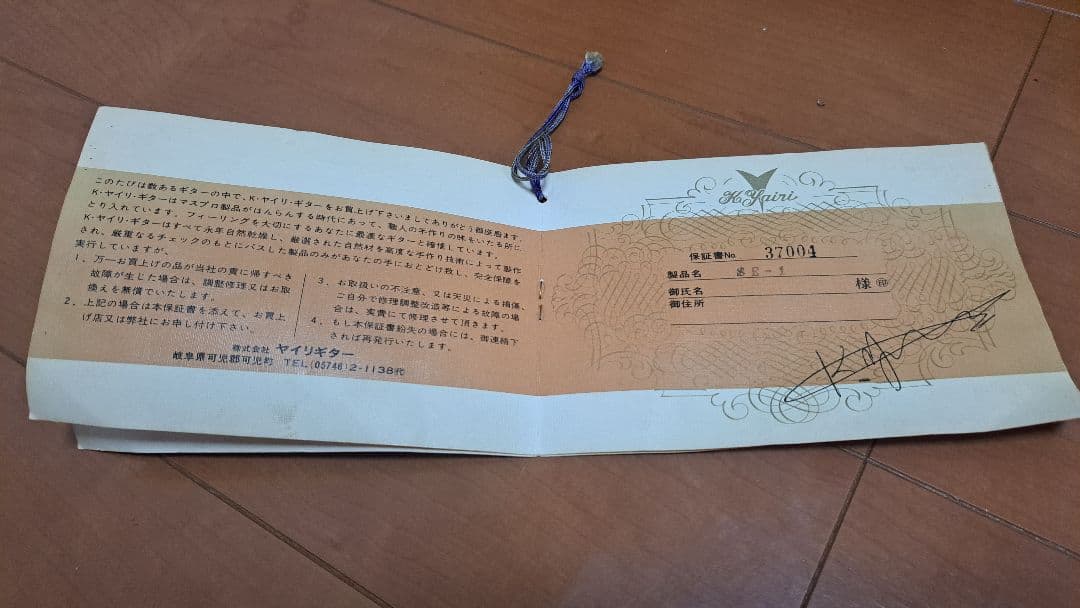 このたびは数あるギターの中で、K・ヤイリ・ギターをお買上げ下さいましてありがとう御座居ます。
K・ヤイリ・ギターはマスプロ製品がはんらんする時代にあって、職人の手作りの味をいたる所に
とり入れています。フィーリングを大切にするあなたに最適なギターと確信しています。
K・ヤイリ・ギターはすべて永年自然乾燥し、厳選された自然材を高度な手作り技術によって製作
され、厳重なるチェックのもとにパスした製品のみがあなたの手におとどけ致し、完全保障を
実行していますが、
1、万一お買上げの品が当社の責に帰すべき
故障が生じた場合は、調整修理又はお取
換えを無償でいたします。
2、上記の場合は本保証書を添えて、お買上
げ店又は弊社にお申し付け下さい。
3、お取扱いの不注意、又は天災による損傷、
ご自分で修理調整改造等による故障の場
合は、実費にて修理させて頂きます。
4、もし本保証書紛失の場合には、御連絡下
されば再発行いたします。
株式会社 ヤイリギター
岐阜県可児郡可児町 TEL(05746)2-1138代
K.Yairi
保証書No 37004
製品名
御氏名 様 印
御住所